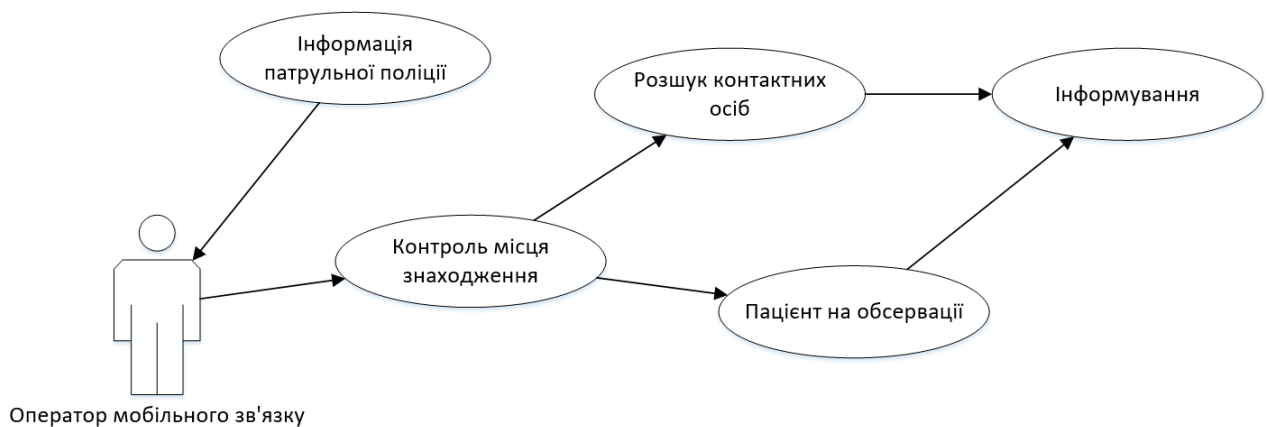 Інформація
патрульної поліції
Розшук контактних
осіб
Інформування
Контроль місця
знаходження
Пацієнт на обсервації
Оператор мобільного зв'язку